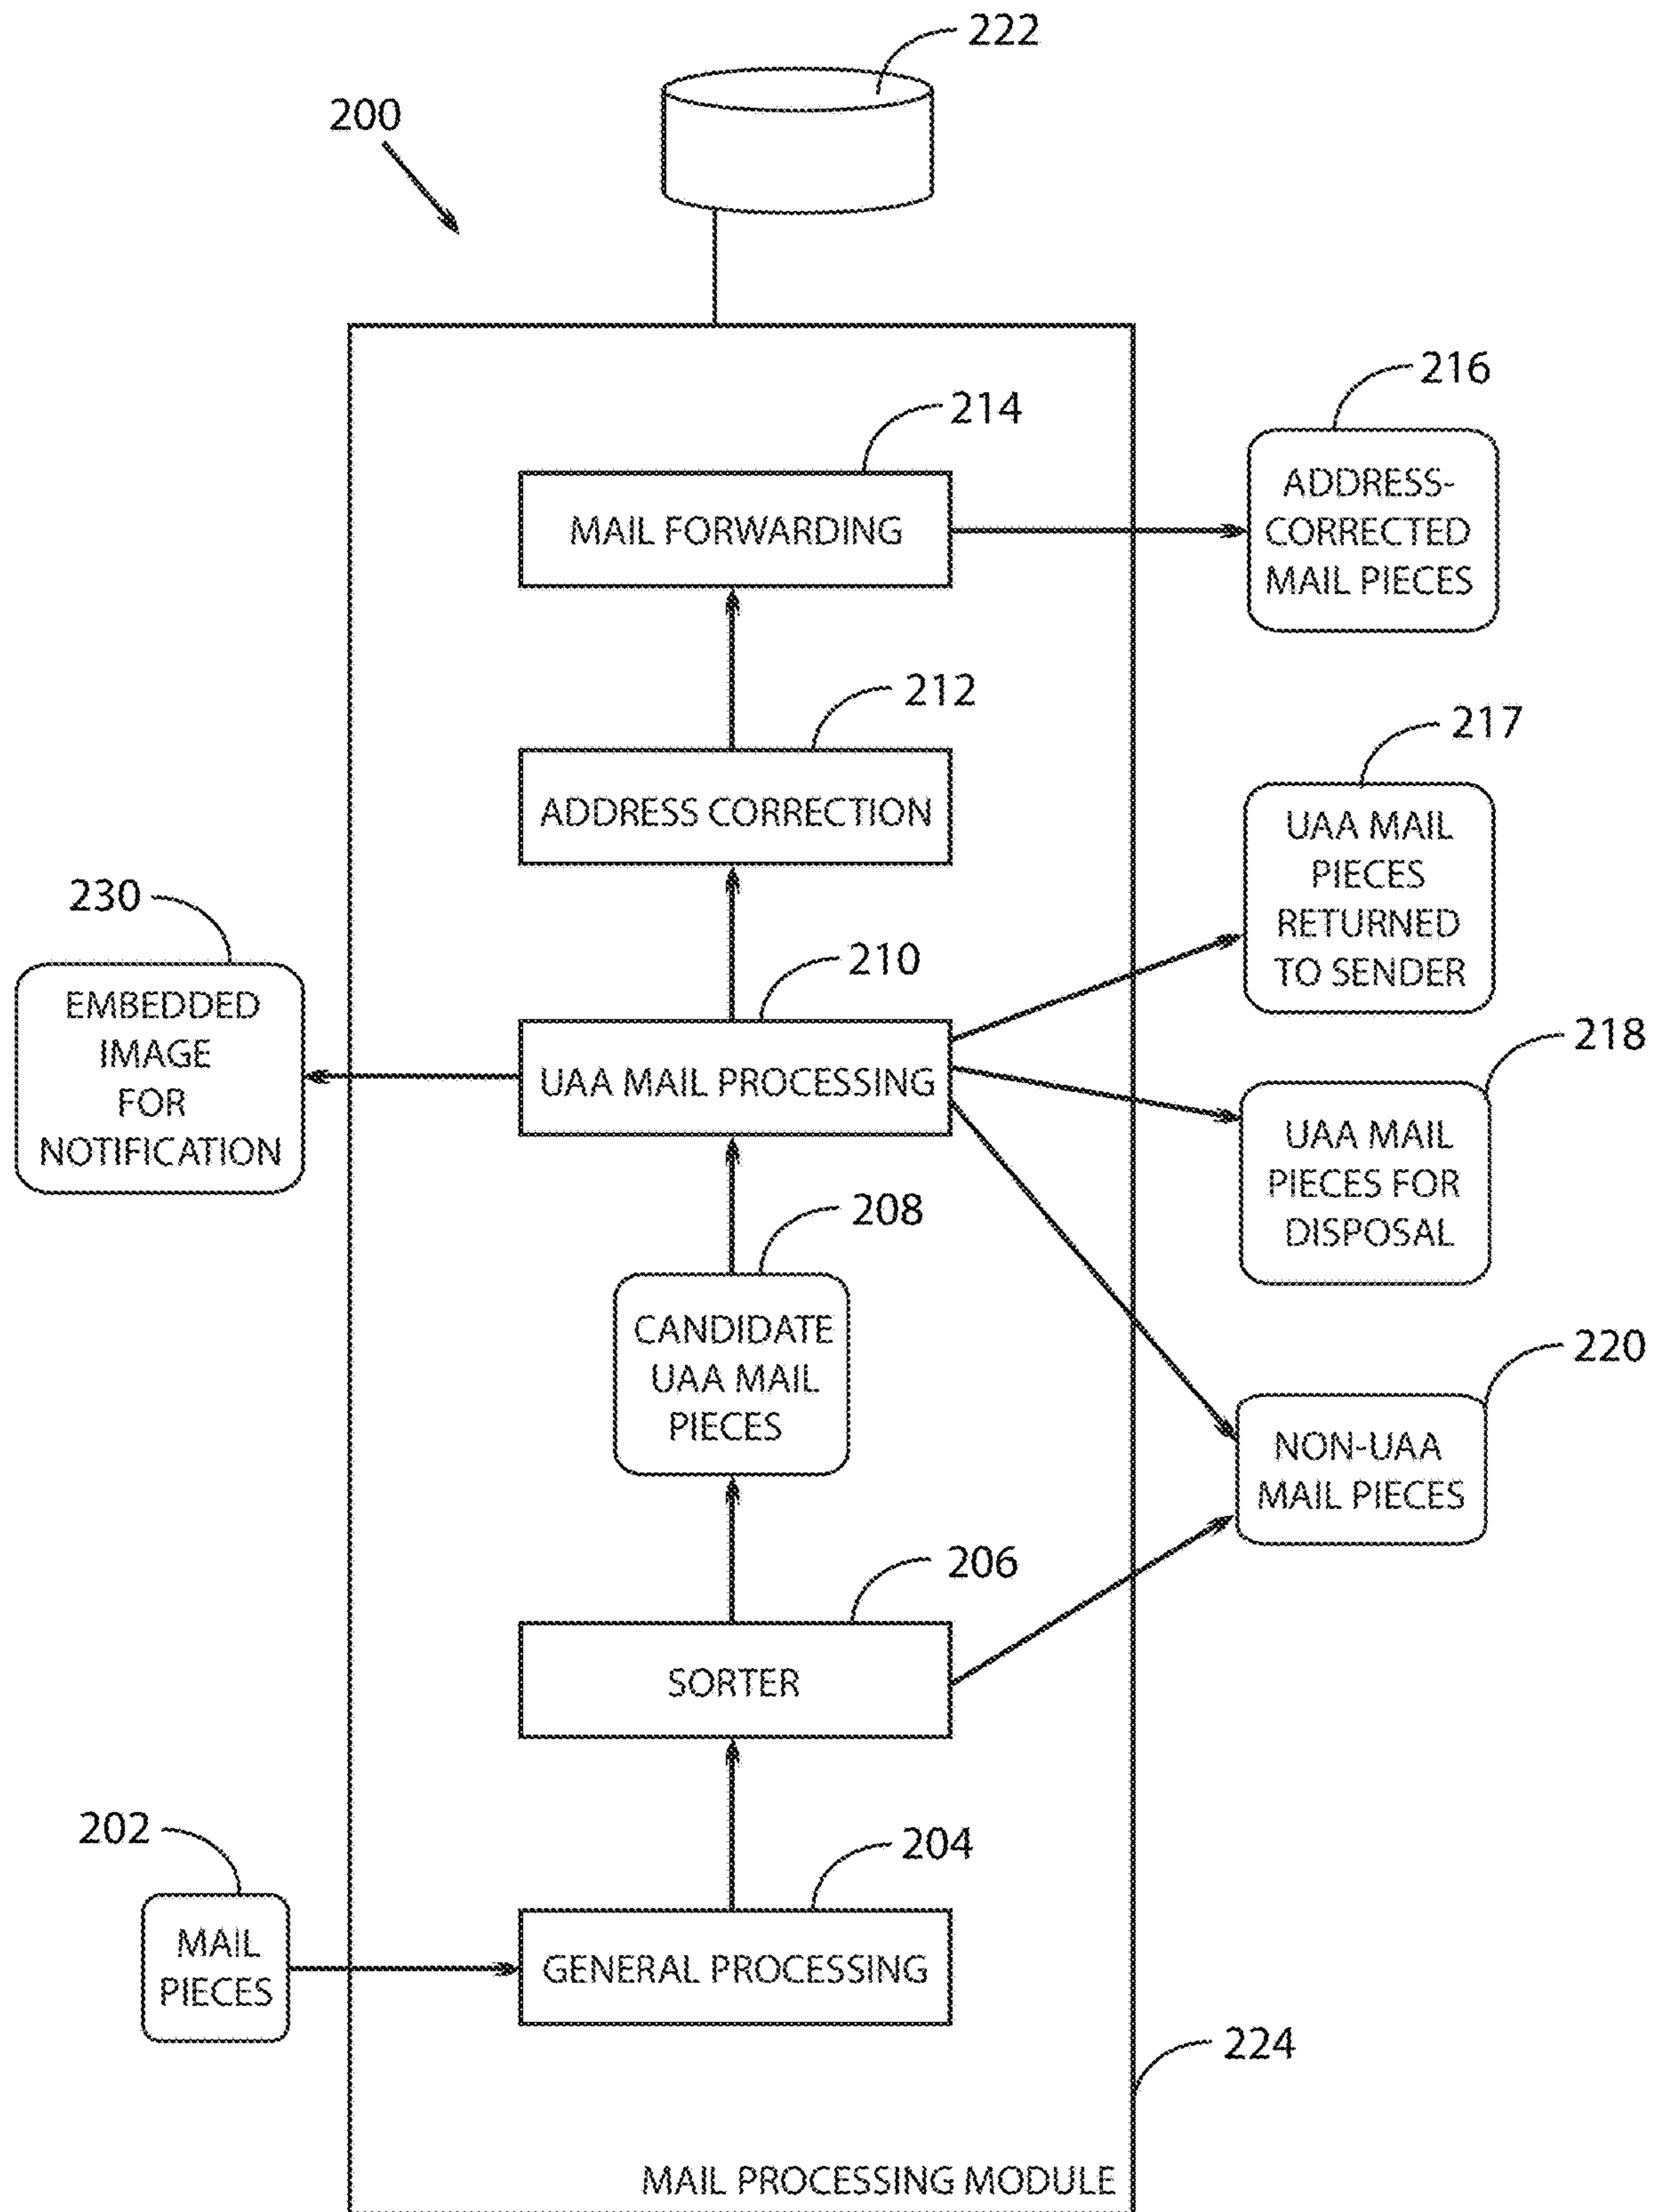 222
200
214
MAIL FORWARDING
216
ADDRESS-
CORRECTED
MAIL PIECES
212
ADDRESS CORRECTION
217
UAA MAIL
PIECES
RETURNED
TO SENDER
230
EMBEDDED
IMAGE
FOR
NOTIFICATION
210
UAA MAIL PROCESSING
218
UAA MAIL
PIECES FOR
DISPOSAL
208
CANDIDATE
UAA MAIL
PIECES
220
NON-UAA
MAIL PIECES
206
SORTER
202
MAIL
PIECES
204
GENERAL PROCESSING
224
MAIL PROCESSING MODULE